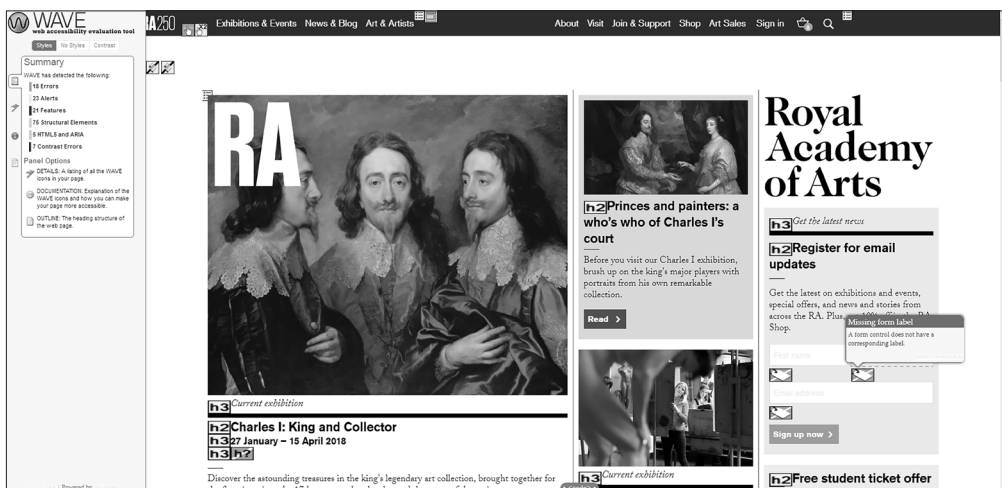 WAVE
web accessibility evaluation tool
Styles No Styles Contrast
Summary
WAVE has detected the following:
18 Errors
23 Alerts
21 Features
75 Structural Elements
5 HTML5 and ARIA
7 Contrast Errors
Panel Options
DETAILS: A listing of all the WAVE
icons in your page.
DOCUMENTATION: Explanation of the
WAVE icons and how you can make
your page more accessible.
OUTLINE: The heading structure of
the web page.
Powered by
RA250 Exhibitions & Events News & Blog Art & Artists About Visit Join & Support Shop Art Sales Sign in
RA
h3 Current exhibition
h2 Charles I: King and Collector
h3 27 January – 15 April 2018
h3 h?
Discover the astounding treasures in the king's legendary art collection, brought together for
h2 Princes and painters: a
who's who of Charles I's
court
Before you visit our Charles I exhibition,
brush up on the king's major players with
portraits from his own remarkable
collection.
Read
h3 Current exhibition
Royal
Academy
of Arts
h3 Get the latest news
h2 Register for email
updates
Get the latest on exhibitions and events,
special offers, and news and stories from
across the RA. Plus, RA
Shop.
Missing form label
A form control does not have a
corresponding label.
First name
Email address
Sign up now
h2 Free student ticket offer